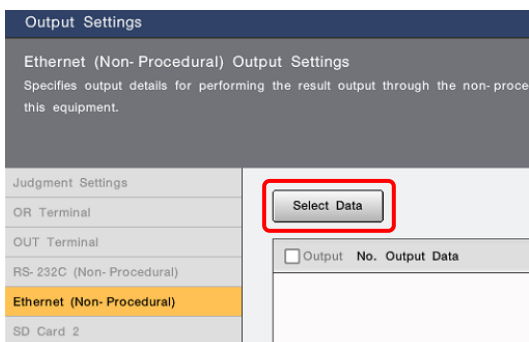 Output Settings
Ethernet (Non-Procedural) Output Settings
Specifies output details for performing the result output through the non-proce
this equipment.
Judgment Settings
OR Terminal
OUT Terminal
RS-232C (Non-Procedural)
Ethernet (Non-Procedural)
SD Card 2
Select Data
Output No. Output Data